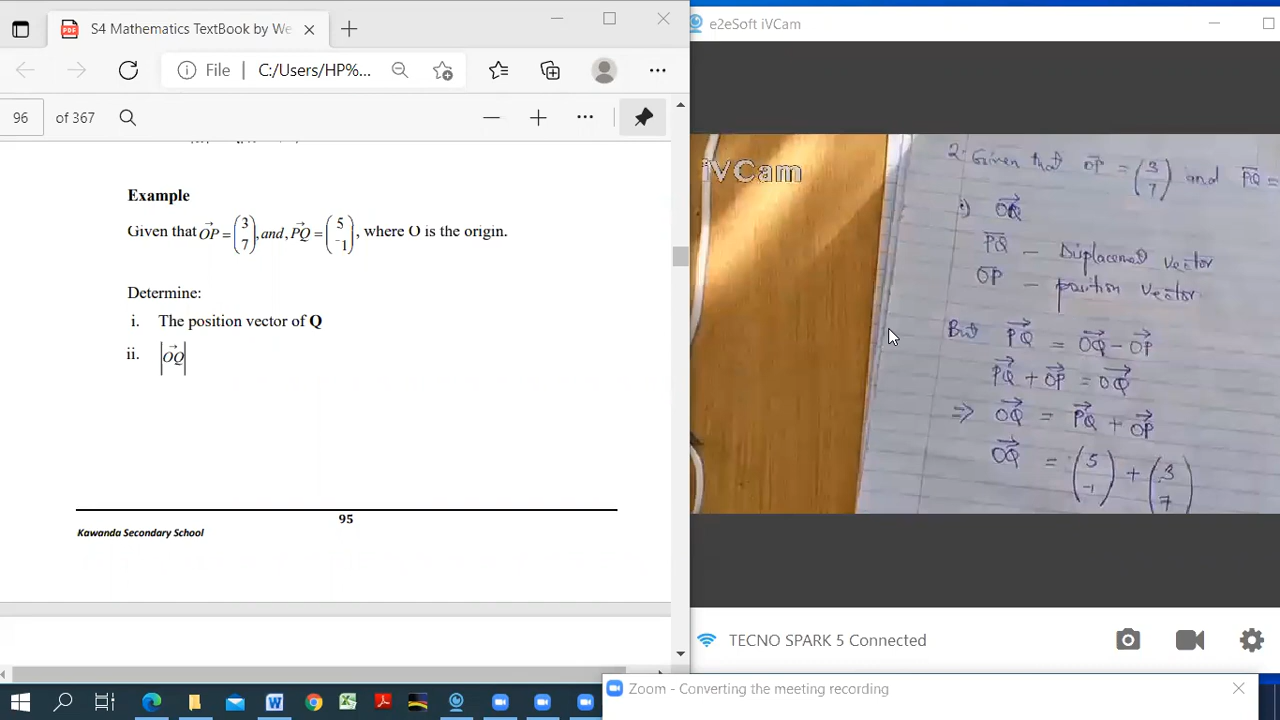 S4 Mathematics TextBook by We
File
C:/Users/HP%...
96 of 367
Example
Given that OP⃗ = (3 7), and, PQ⃗ = (5 -1), where O is the origin.
Determine:
i. The position vector of Q
ii. |OQ⃗|
95
Kawanda Secondary School
e2eSoft iVCam
iVCam
2. Given that OP⃗ = (3 7) and PQ =
i) OQ⃗
PQ - Displacement vector
OP - position vector
But PQ⃗ = OQ⃗ - OP⃗
PQ⃗ + OP⃗ = OQ⃗
⇒ OQ⃗ = PQ⃗ + OP⃗
OQ⃗ = (5 -1) + (3 7)
TECNO SPARK 5 Connected
Zoom - Converting the meeting recording